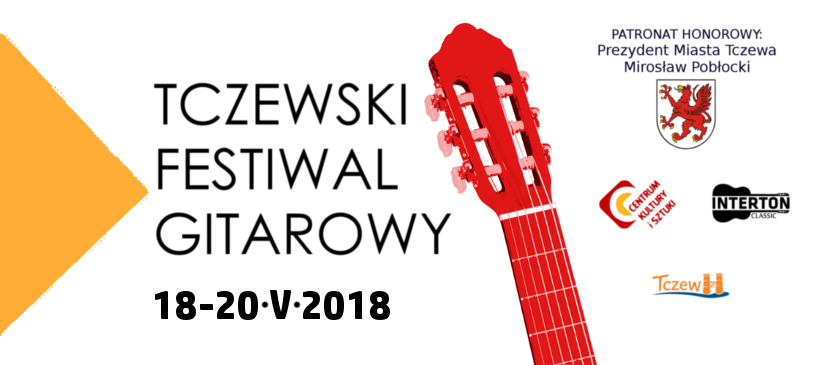 TCZEWSKI
FESTIWAL
GITAROWY
18-20·V·2018
PATRONAT HONOROWY:
Prezydent Miasta Tczewa
Mirosław Pobłocki
CENTRUM
KULTURY
i SZTUKI
INTERTON
CLASSIC
Tczew